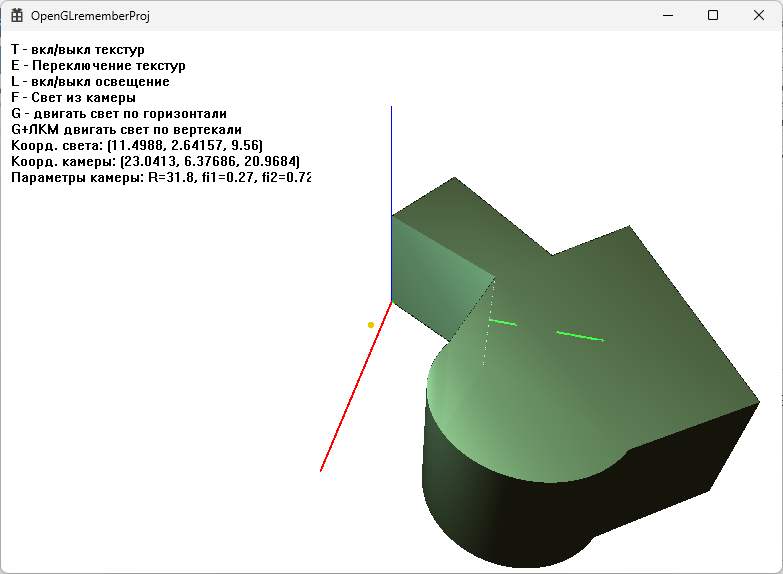 OpenGLrememberProj
T - вкл/выкл текстур
E - Переключение текстур
L - вкл/выкл освещение
F - Свет из камеры
G - двигать свет по горизонтали
G+ЛКМ двигать свет по вертекали
Коорд. света: (11.4988, 2.64157, 9.56)
Коорд. камеры: (23.0413, 6.37686, 20.9684)
Параметры камеры: R=31.8, fi1=0.27, fi2=0.72